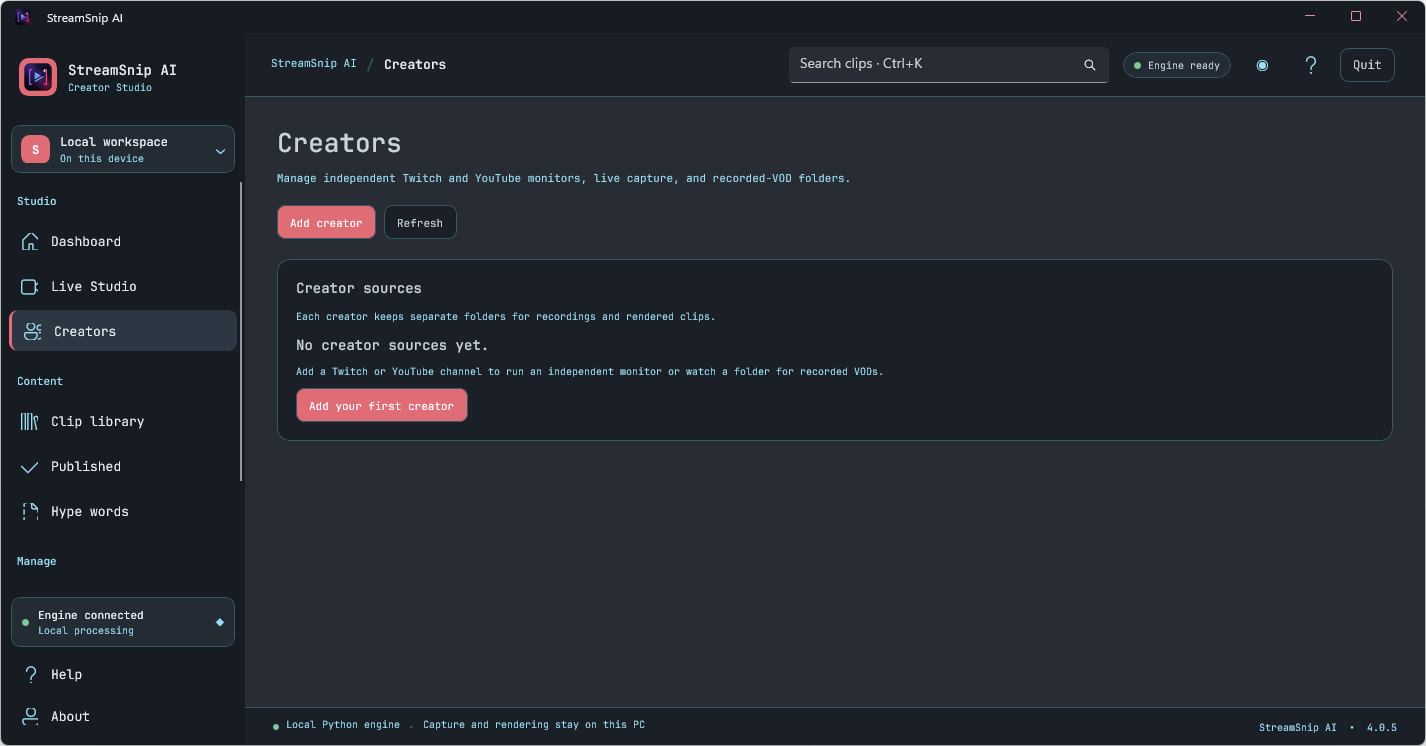 StreamSnip AI
StreamSnip AI
Creator Studio
S
Local workspace
On this device
Studio
Dashboard
Live Studio
Creators
Content
Clip library
Published
Hype words
Manage
Engine connected
Local processing
? Help
About
StreamSnip AI / Creators
Search clips · Ctrl+K
Engine ready
?
Quit
Creators
Manage independent Twitch and YouTube monitors, live capture, and recorded-VOD folders.
Add creator
Refresh
Creator sources
Each creator keeps separate folders for recordings and rendered clips.
No creator sources yet.
Add a Twitch or YouTube channel to run an independent monitor or watch a folder for recorded VODs.
Add your first creator
Local Python engine . Capture and rendering stay on this PC
StreamSnip AI • 4.0.5